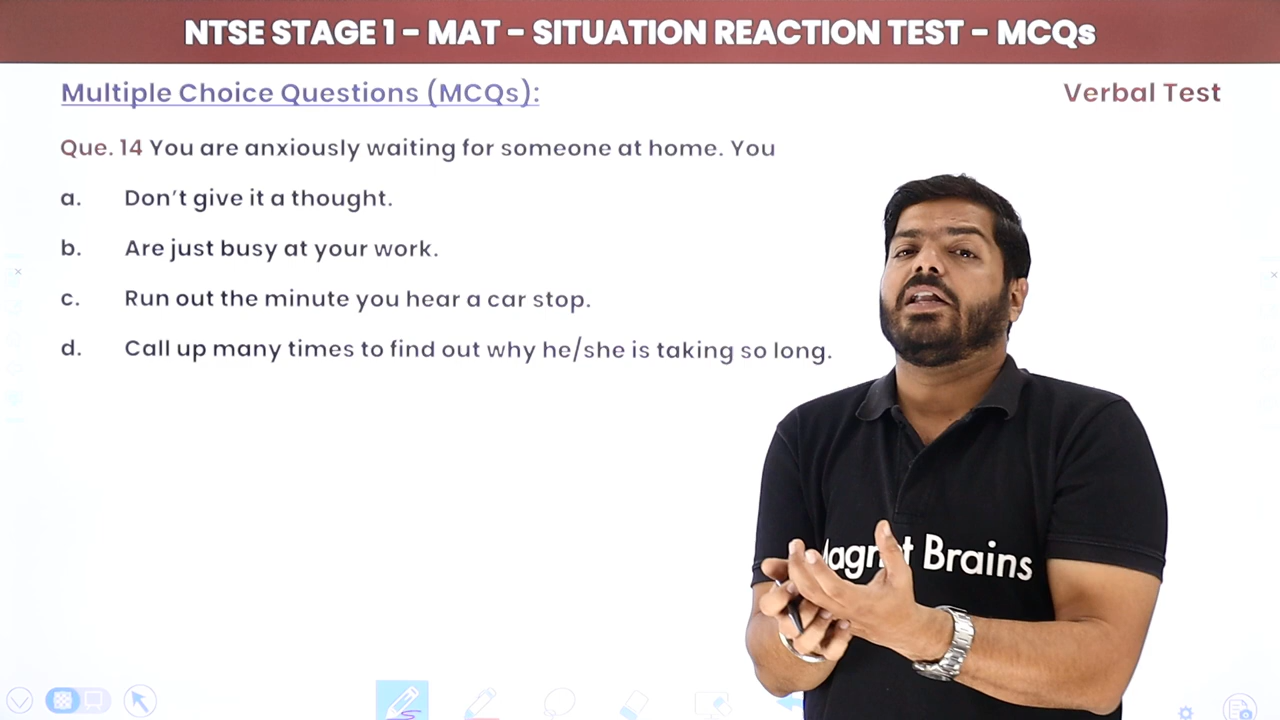 NTSE STAGE 1 – MAT – SITUATION REACTION TEST – MCQs
Multiple Choice Questions (MCQs):
Verbal Test
Que. 14 You are anxiously waiting for someone at home. You
a. Don't give it a thought.
b. Are just busy at your work.
c. Run out the minute you hear a car stop.
d. Call up many times to find out why he/she is taking so long.
Brains